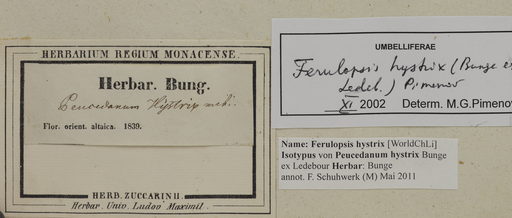 HERBARIUM REGIUM MONACENSE.
Herbar. Bung.
Peucedanum Hystrix mihi.
Flor. orient. altaica. 1839.
HERB. ZUCCARINII.
Herbar. Univ. Ludov. Maximil.
UMBELLIFERAE
Ferulopsis hystrix (Bunge ex
Ledeb.) Pimenov
XI 2002 Determ. M.G.Pimenov
Name: Ferulopsis hystrix [WorldChLi]
Isotypus von Peucedanum hystrix Bunge
ex Ledebour Herbar: Bunge
annot. F. Schuhwerk (M) Mai 2011